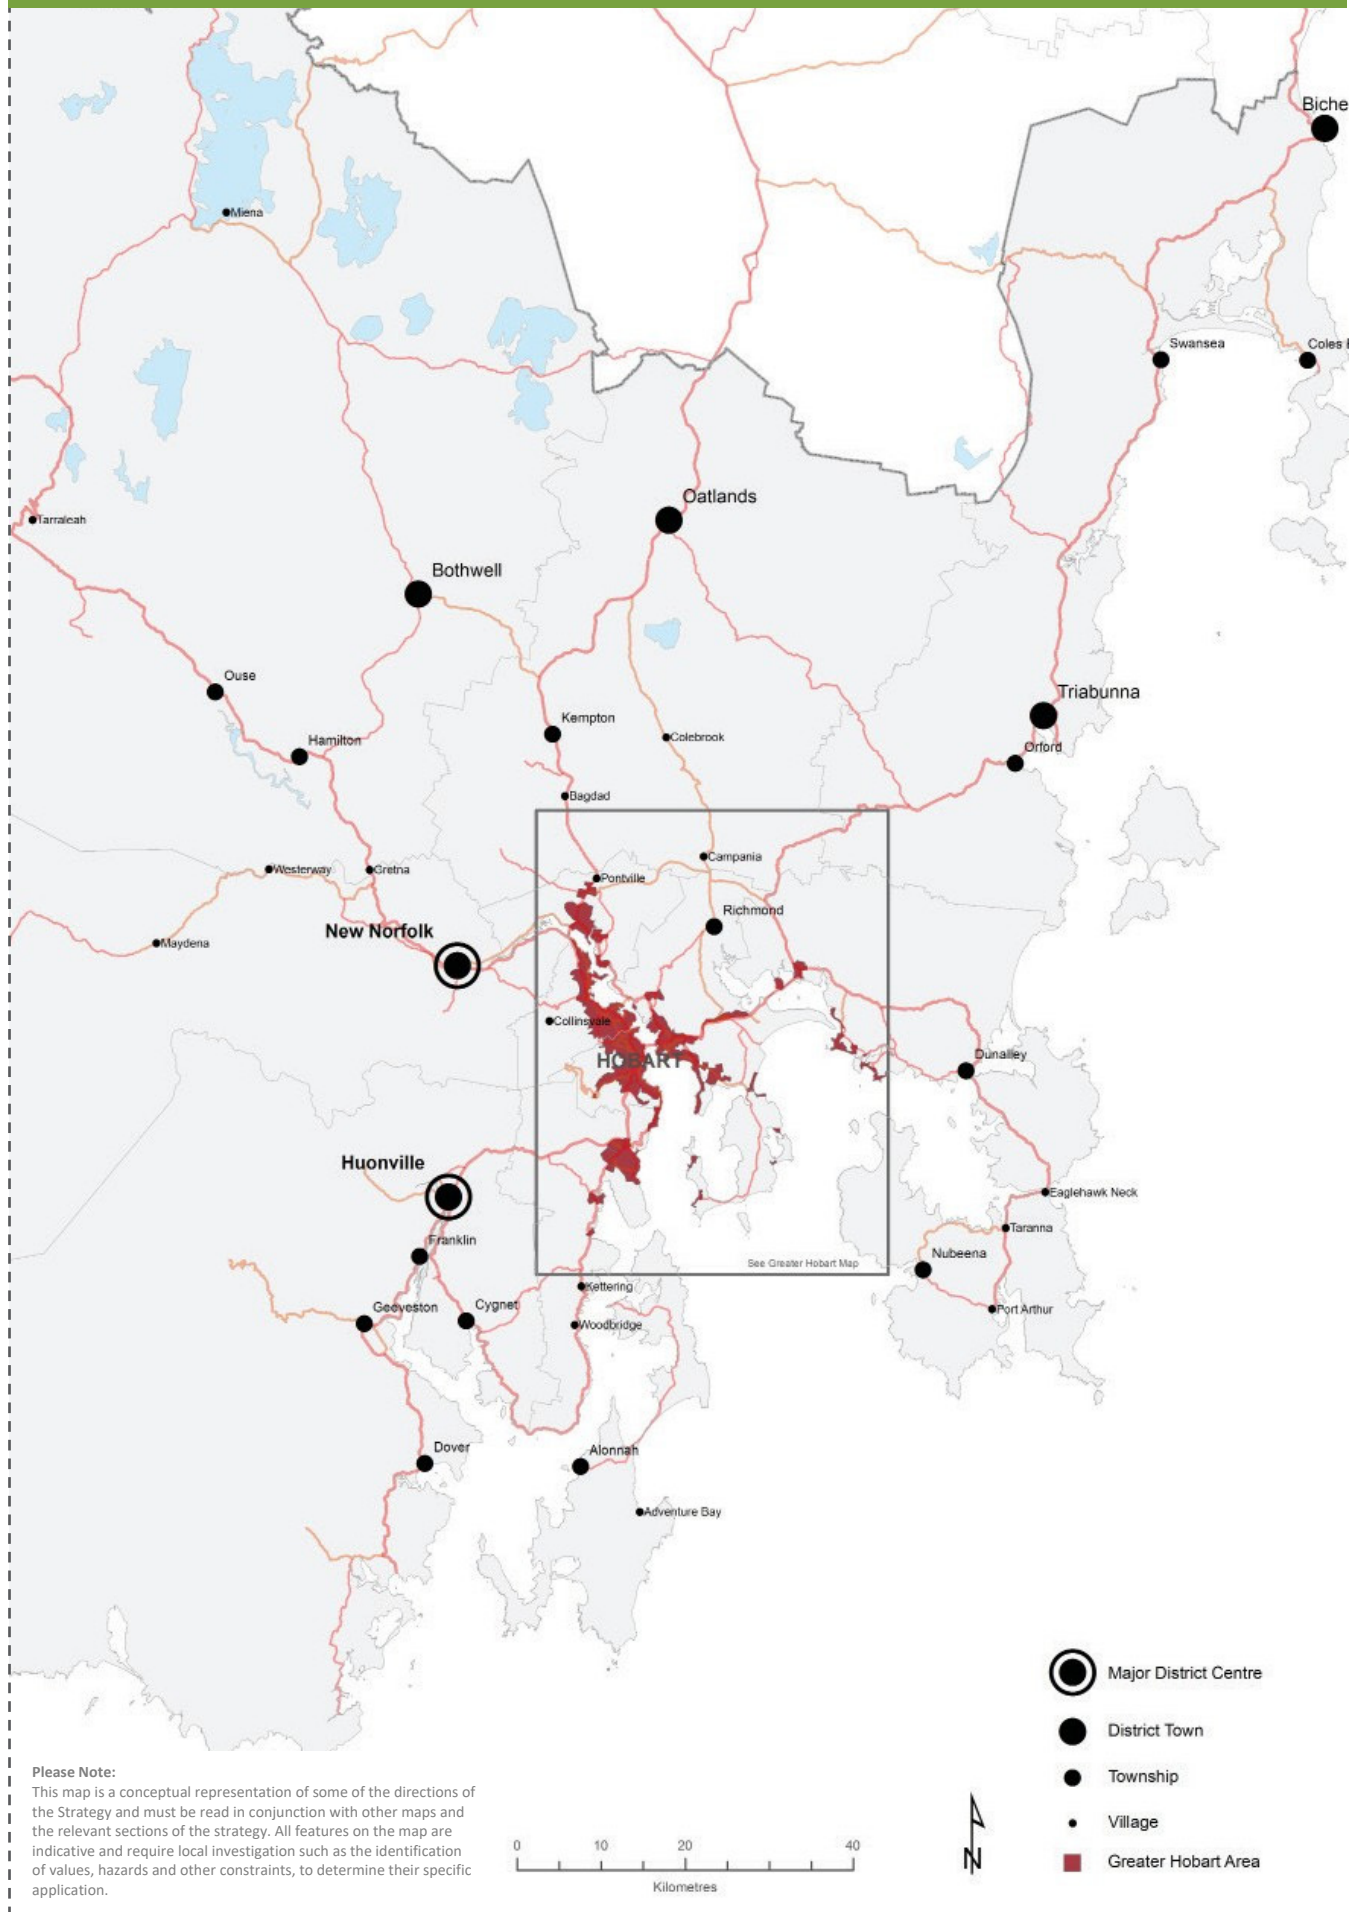 Biche
Miena
Swansea
Coles
Oatlands
Tarraleah
Bothwell
Ouse
Triabunna
Kempton
Colebrook
Hamilton
Orford
Bagdad
Campania
Westerway
Gretna
Pontville
Richmond
New Norfolk
Maydena
Collinsvale
HOBART
Dunalley
Huonville
Eaglehawk Neck
Franklin
Taranna
Nubeena
See Greater Hobart Map
Kettering
Geeveston
Cygnet
Port Arthur
Woodbridge
Dover
Alonnah
Adventure Bay
Major District Centre
District Town
Township
Village
Greater Hobart Area
Please Note:
This map is a conceptual representation of some of the directions of
the Strategy and must be read in conjunction with other maps and
the relevant sections of the strategy. All features on the map are
indicative and require local investigation such as the identification
of values, hazards and other constraints, to determine their specific
application.
0 10 20 40
Kilometres
N